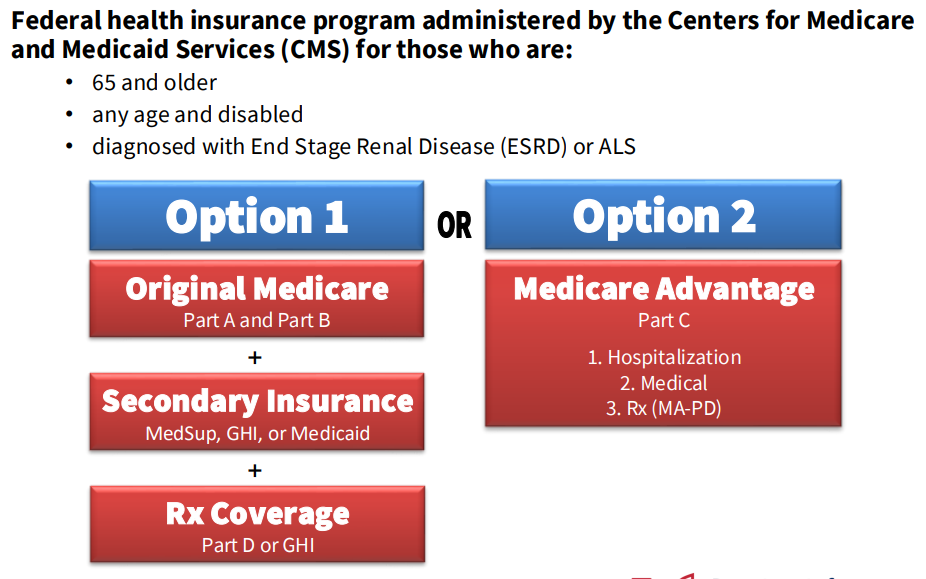 Federal health insurance program administered by the Centers for Medicare
and Medicaid Services (CMS) for those who are:
• 65 and older
• any age and disabled
• diagnosed with End Stage Renal Disease (ESRD) or ALS
Option 1
OR
Option 2
Original Medicare
Part A and Part B
+
Secondary Insurance
MedSup, GHI, or Medicaid
+
Rx Coverage
Part D or GHI
Medicare Advantage
Part C
1. Hospitalization
2. Medical
3. Rx (MA-PD)